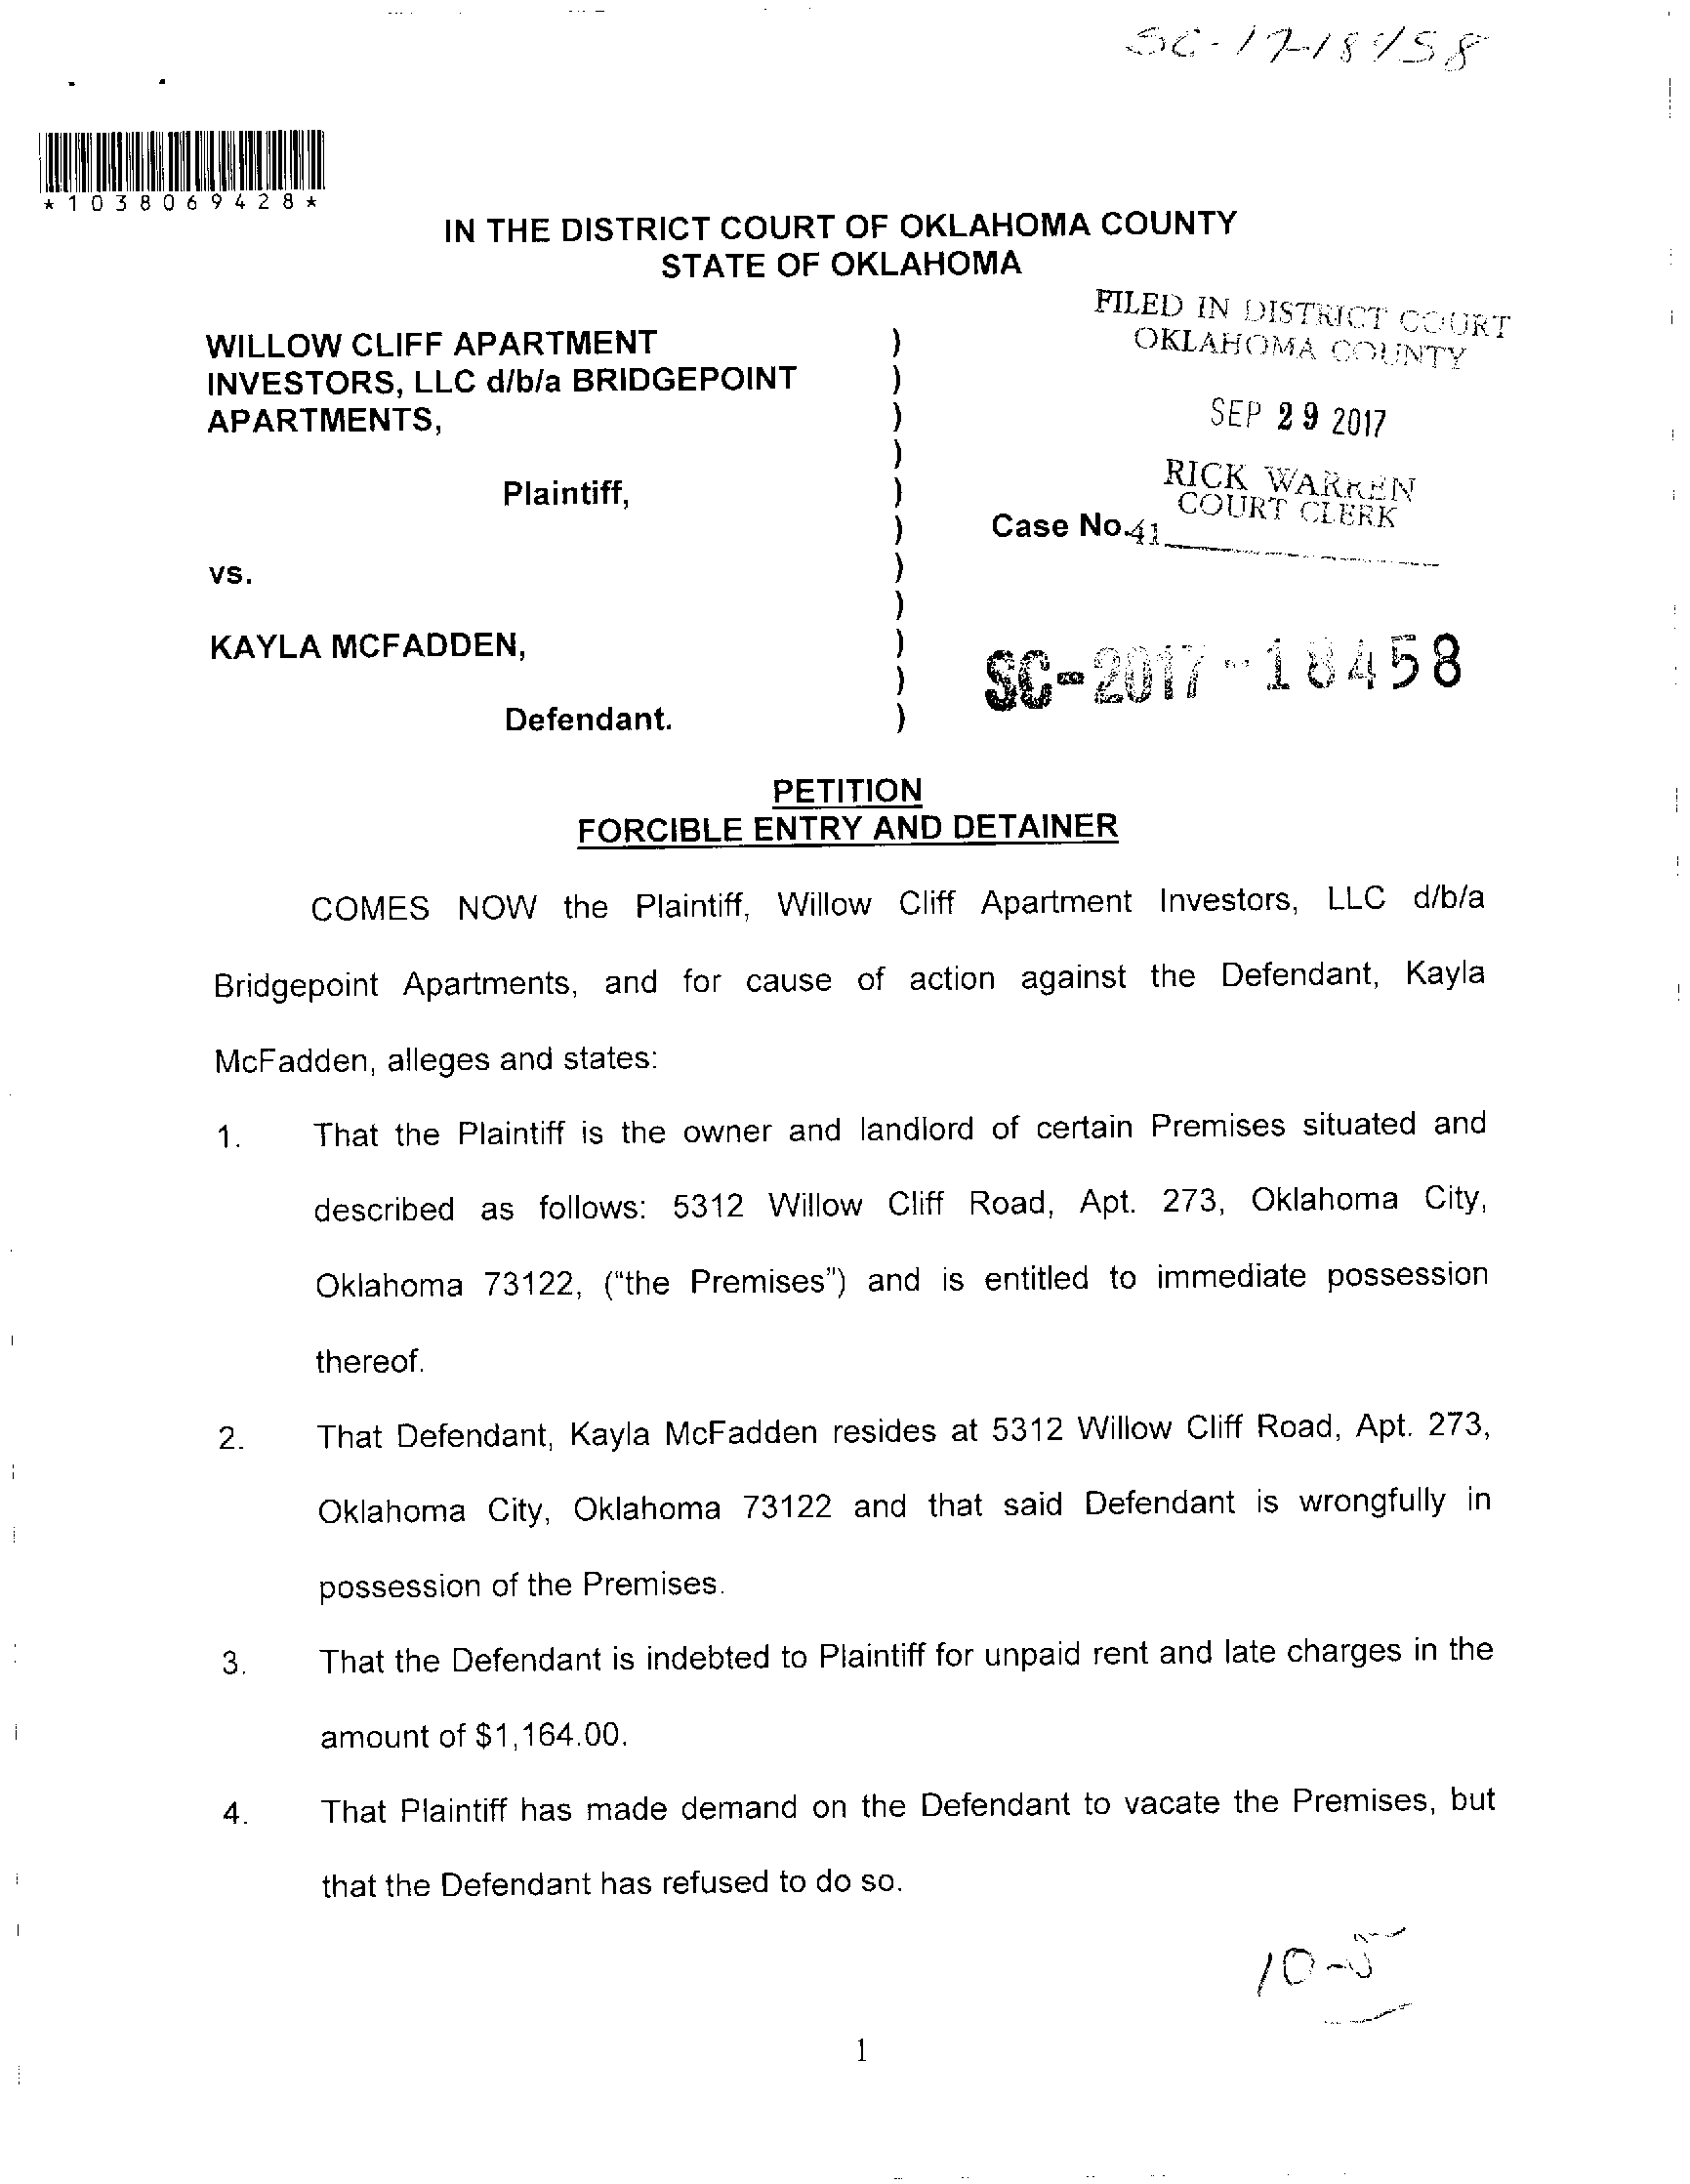 SC-17-18458
*1038069428*
IN THE DISTRICT COURT OF OKLAHOMA COUNTY
STATE OF OKLAHOMA
FILED IN DISTRICT COURT
OKLAHOMA COUNTY
WILLOW CLIFF APARTMENT )
INVESTORS, LLC d/b/a BRIDGEPOINT )
APARTMENTS, )
SEP 29 2017
)
RICK WARREN
COURT CLERK
Plaintiff, )
) Case No. 41
vs. )
)
KAYLA MCFADDEN, )
) SC-2017-18458
Defendant. )
PETITION
FORCIBLE ENTRY AND DETAINER
COMES NOW the Plaintiff, Willow Cliff Apartment Investors, LLC d/b/a
Bridgepoint Apartments, and for cause of action against the Defendant, Kayla
McFadden, alleges and states:
1. That the Plaintiff is the owner and landlord of certain Premises situated and
described as follows: 5312 Willow Cliff Road, Apt. 273, Oklahoma City,
Oklahoma 73122, ("the Premises") and is entitled to immediate possession
thereof.
2. That Defendant, Kayla McFadden resides at 5312 Willow Cliff Road, Apt. 273,
Oklahoma City, Oklahoma 73122 and that said Defendant is wrongfully in
possession of the Premises.
3. That the Defendant is indebted to Plaintiff for unpaid rent and late charges in the
amount of $1,164.00.
4. That Plaintiff has made demand on the Defendant to vacate the Premises, but
that the Defendant has refused to do so.
10-5
1